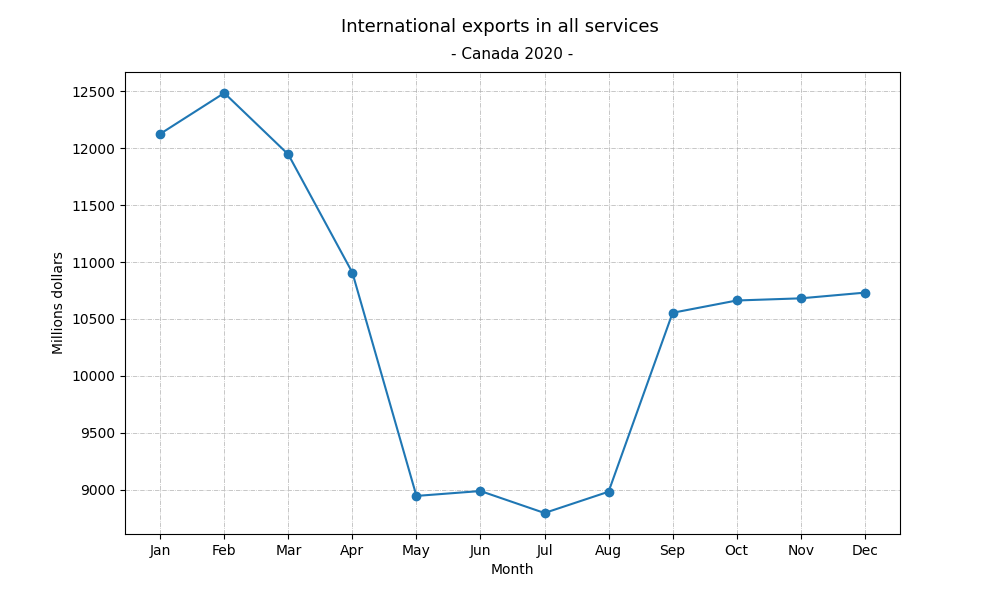 International exports in all services
- Canada 2020 -
12500
12000
11500
11000
10500
10000
9500
9000
Millions dollars
Jan Feb Mar Apr May Jun Jul Aug Sep Oct Nov Dec
Month